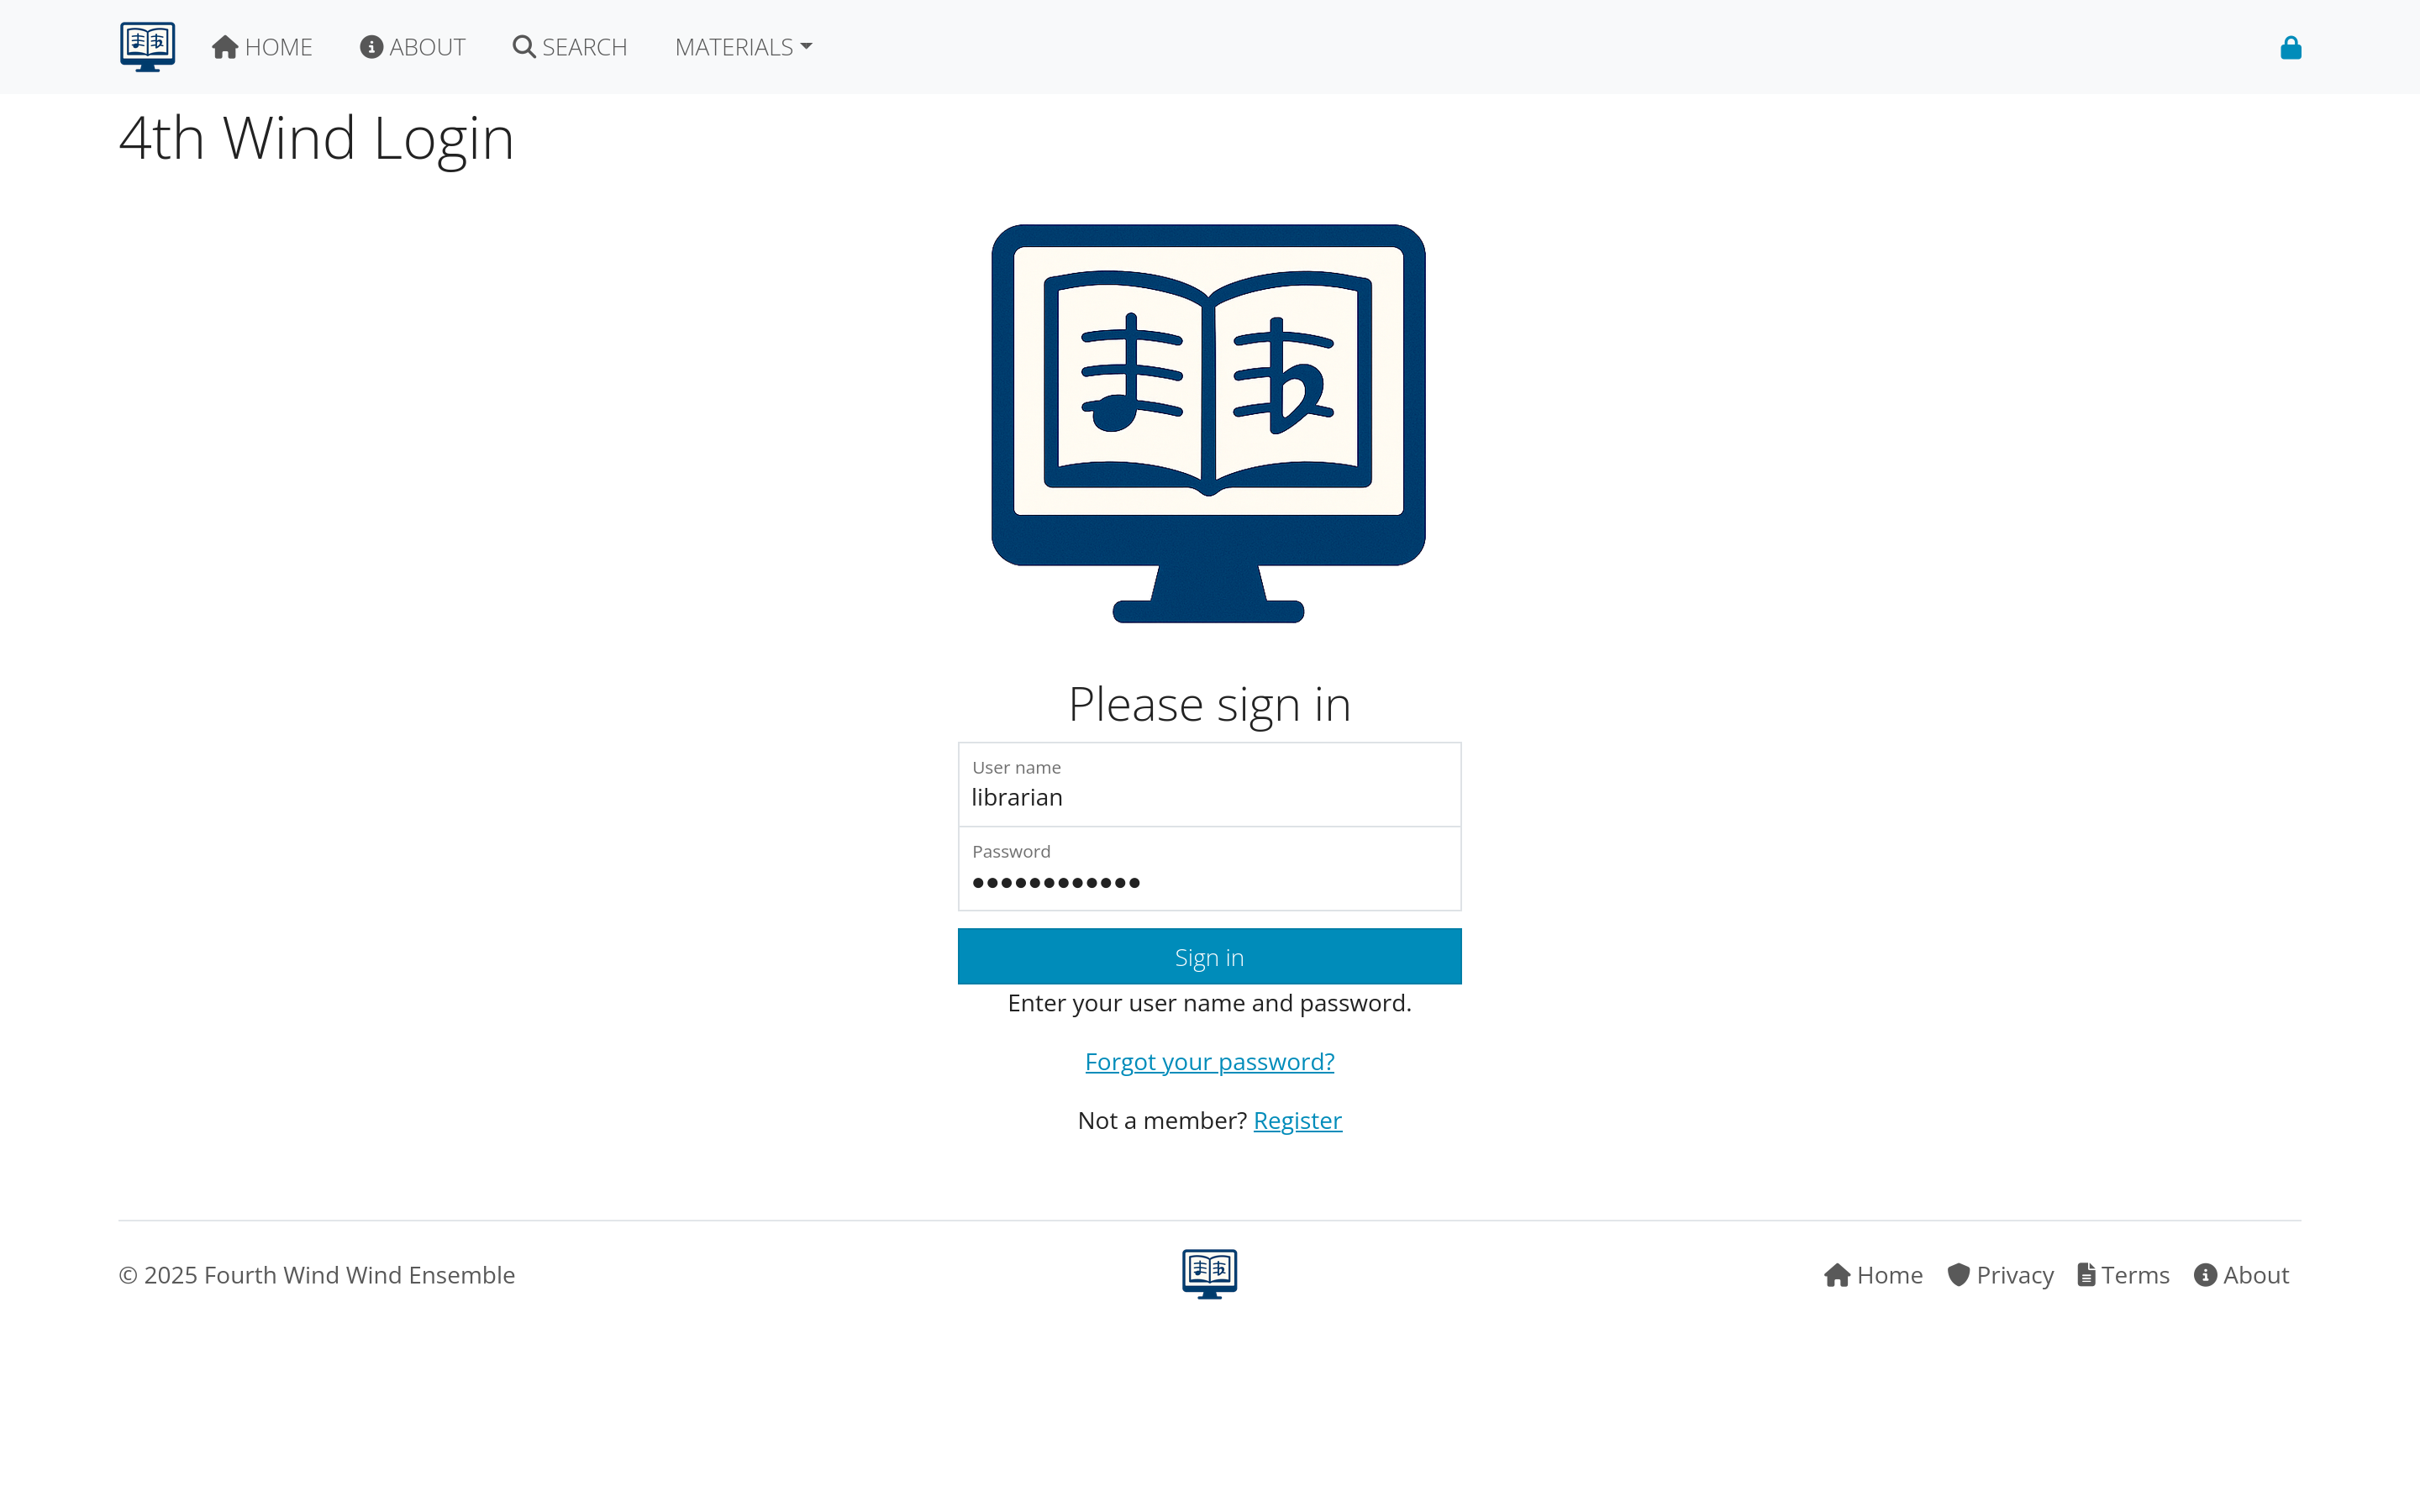 HOME ABOUT SEARCH MATERIALS
4th Wind Login
Please sign in
User name
librarian
Password
••••••••••••
Sign in
Enter your user name and password.
Forgot your password?
Not a member? Register
© 2025 Fourth Wind Wind Ensemble
Home Privacy Terms About